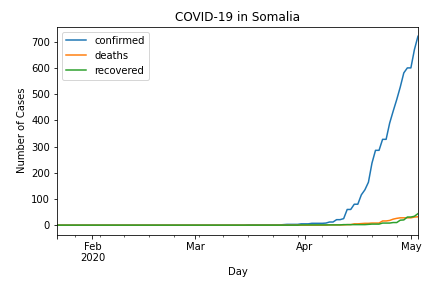 COVID-19 in Somalia
700
600
500
400
300
200
100
0
Number of Cases
confirmed
deaths
recovered
Feb
2020
Mar
Apr
May
Day